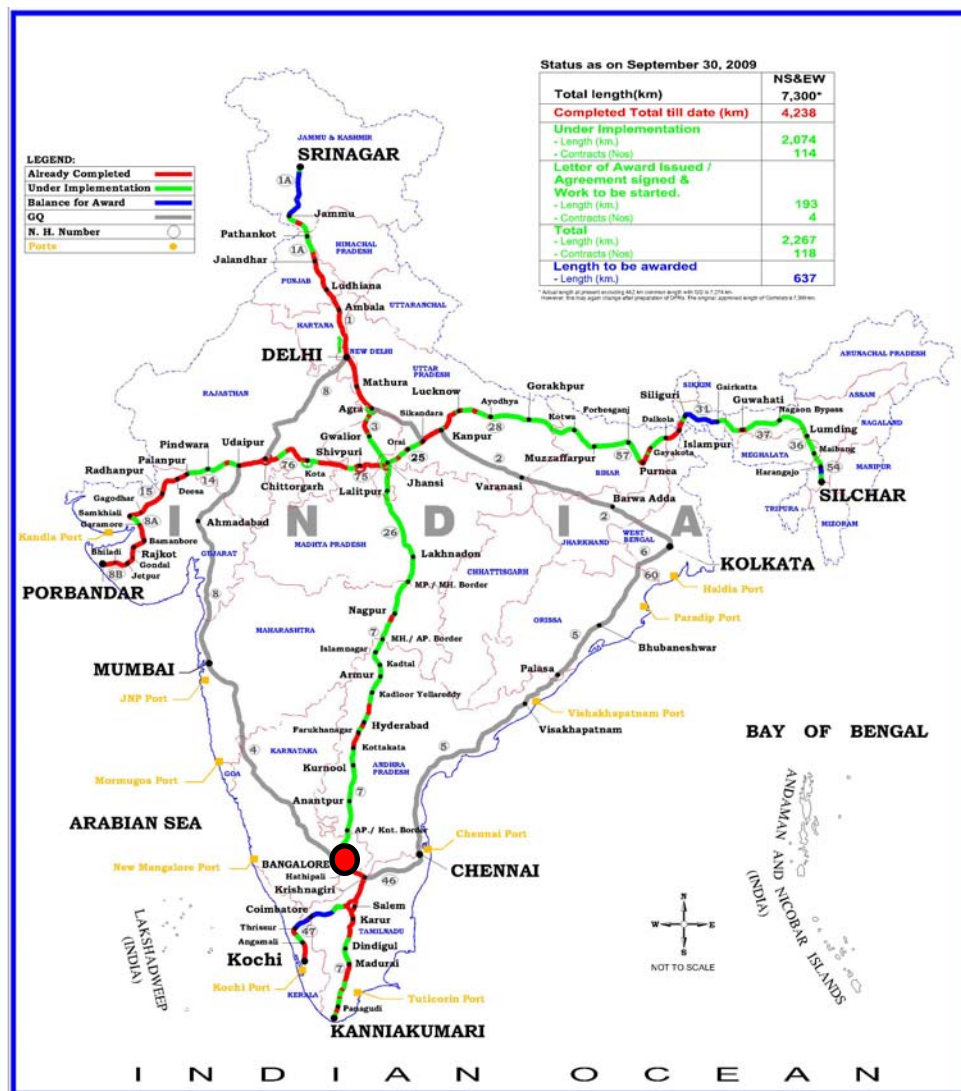 Status as on September 30, 2009
NS&EW
Total length(km) 7,300*
Completed Total till date (km) 4,238
Under Implementation
- Length (km.) 2,074
- Contracts (Nos) 114
Letter of Award Issued /
Agreement signed &
Work to be started.
- Length (km.) 193
- Contracts (Nos) 4
Total
- Length (km.) 2,267
- Contracts (Nos) 118
Length to be awarded
- Length (km.) 637
LEGEND:
Already Completed
Under Implementation
Balance for Award
GQ
N. H. Number
Ports
JAMMU & KASHMIR
SRINAGAR
1A
Jammu
Pathankot
HIMACHAL
PRADESH
1A
Jalandhar
PUNJAB
Ludhiana
UTTARANCHAL
Ambala
HARYANA
1
DELHI
NEW DELHI
ARUNACHAL PRADESH
RAJASTHAN
8
Mathura
UTTAR
PRADESH
Lucknow
Gorakhpur
Siliguri
SIKKIM
Gairkatta
Guwahati
ASSAM
Agra
Sikandara
Ayodhya
Kotwa
Forbesganj
Dalkola
31
Nagaon Bypass
NAGALAND
3
28
Gwalior
Orai
Kanpur
37
36
Lumding
Pindwara
Udaipur
Shivpuri
25
2
Muzzaffarpur
57
Gayakota
Islampur
MEGHALATA
Maibang
Palanpur
76
Kota
75
BIHAR
Purnea
Harangajo
54
MANIPUR
Radhanpur
14
Deesa
Chittorgarh
Jhansi
Varanasi
SILCHAR
15
Lalitpur
Barwa Adda
TRIPURA
Gagodhar
MIZORAM
Samkhiali
Garamore
8A
I N D I A
Ahmadabad
26
2
WEST
BENGAL
Kandla Port
Bamanbore
GUJARAT
MADHYA PRADESH
JHARKHAND
6
Bhiladi
Rajkot
Gondal
Lakhnadon
CHHATTISGARH
KOLKATA
8B
Jetpur
MP./ MH. Border
60
PORBANDAR
8
Haldia Port
Nagpur
Paradip Port
MAHARASHTRA
7
MH./ AP. Border
ORISSA
5
Islamnagar
Bhubaneshwar
MUMBAI
Kadtal
Armur
Palasa
JNP Port
Kadloor Yellareddy
Vishakhapatnam Port
Hyderabad
Farukhanagar
Visakhapatnam
BAY OF BENGAL
4
KARNATAKA
Kottakata
5
Mormugoa Port
GOA
Kurnool
ANDHRA
PRADESH
Anantpur
7
ARABIAN SEA
AP./ Knt. Border
Chennai Port
New Mangalore Port
BANGALORE
CHENNAI
Hathipali
46
Krishnagiri
ANDAMAN AND NICOBAR ISLANDS
(INDIA)
Coimbatore
Salem
N
W E
S
NOT TO SCALE
LAKSHADWEEP
(INDIA)
Thrissur
47
Karur
TAMILNADU
Angamali
Dindigul
Kochi
7
Madurai
Kochi Port
KERALA
Tuticorin Port
Panagudi
KANNIAKUMARI
I N D I A N O C E A N